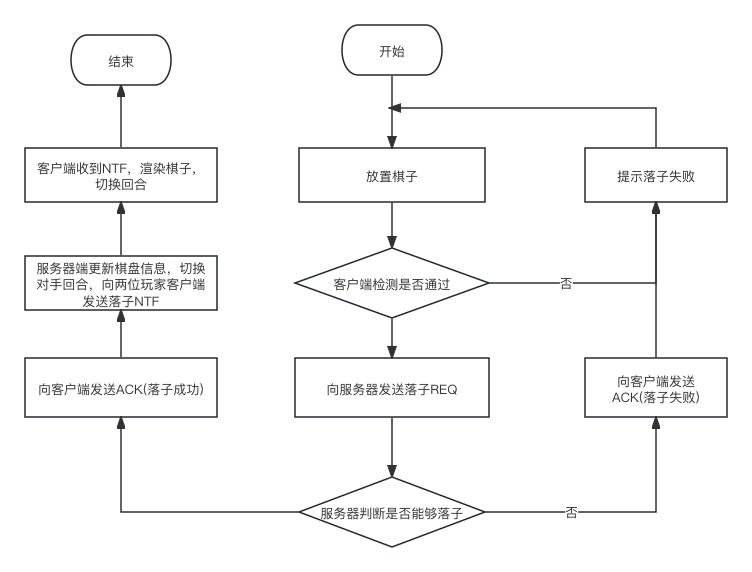 结束
开始
客户端收到NTF，渲染棋子，
切换回合
放置棋子
提示落子失败
服务器端更新棋盘信息，切换
对手回合，向两位玩家客户端
发送落子NTF
客户端检测是否通过
否
向客户端发送ACK(落子成功)
向服务器发送落子REQ
向客户端发送
ACK(落子失败)
服务器判断是否能够落子
否